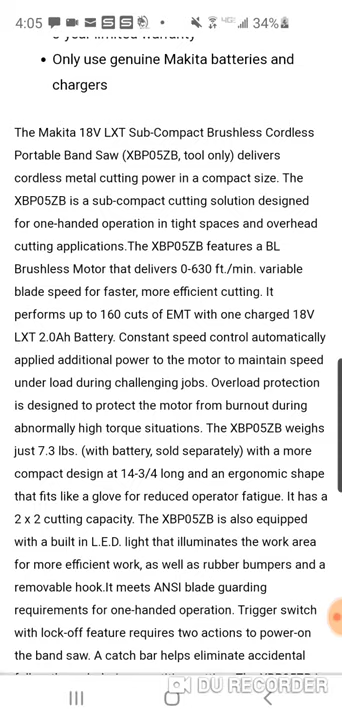 4:05 34%
Only use genuine Makita batteries and
chargers
The Makita 18V LXT Sub-Compact Brushless Cordless
Portable Band Saw (XBP05ZB, tool only) delivers
cordless metal cutting power in a compact size. The
XBP05ZB is a sub-compact cutting solution designed
for one-handed operation in tight spaces and overhead
cutting applications.The XBP05ZB features a BL
Brushless Motor that delivers 0-630 ft./min. variable
blade speed for faster, more efficient cutting. It
performs up to 160 cuts of EMT with one charged 18V
LXT 2.0Ah Battery. Constant speed control automatically
applied additional power to the motor to maintain speed
under load during challenging jobs. Overload protection
is designed to protect the motor from burnout during
abnormally high torque situations. The XBP05ZB weighs
just 7.3 lbs. (with battery, sold separately) with a more
compact design at 14-3/4 long and an ergonomic shape
that fits like a glove for reduced operator fatigue. It has a
2 x 2 cutting capacity. The XBP05ZB is also equipped
with a built in L.E.D. light that illuminates the work area
for more efficient work, as well as rubber bumpers and a
removable hook.It meets ANSI blade guarding
requirements for one-handed operation. Trigger switch
with lock-off feature requires two actions to power-on
the band saw. A catch bar helps eliminate accidental
DU RECORDER